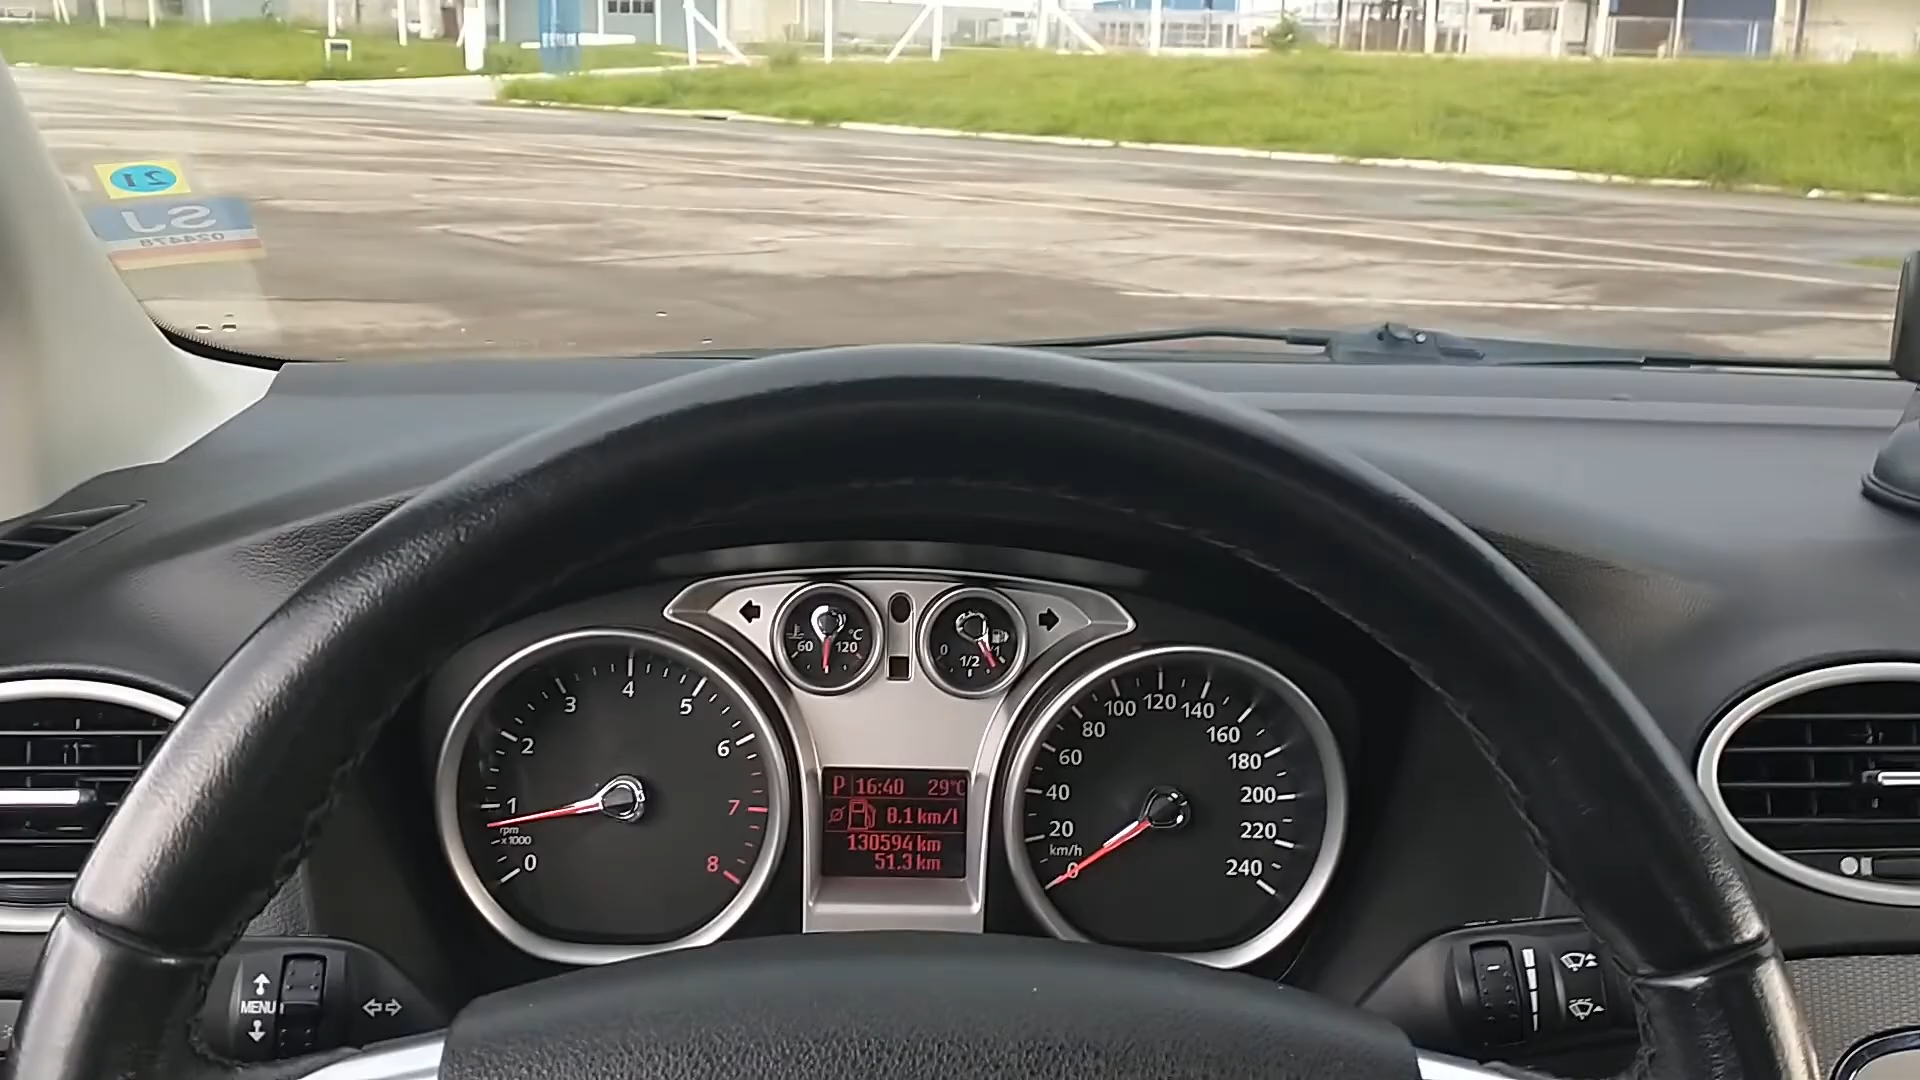 21
SJ
024478
60 120 °C
0 1/2 1
0 1 2 3 4 5 6 7 8
rpm
x1000
P 16:40 29°C
8.1 km/l
130594 km
51.3 km
0 20 40 60 80 100 120 140 160 180 200 220 240
km/h
MENU